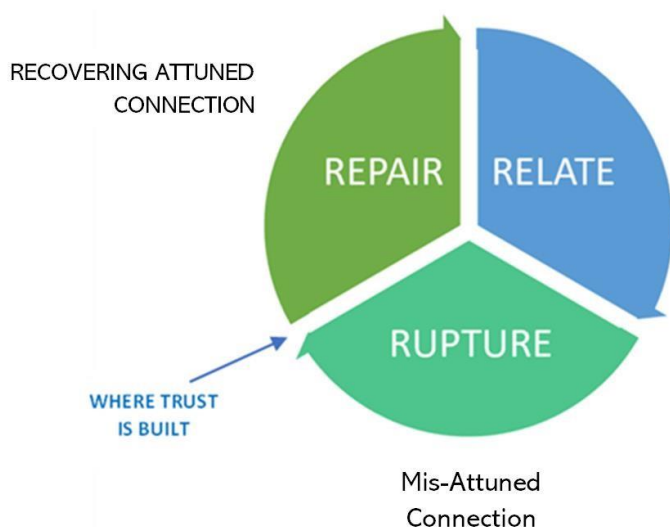 RECOVERING ATTUNED
CONNECTION
REPAIR
RELATE
RUPTURE
WHERE TRUST
IS BUILT
Mis-Attuned
Connection